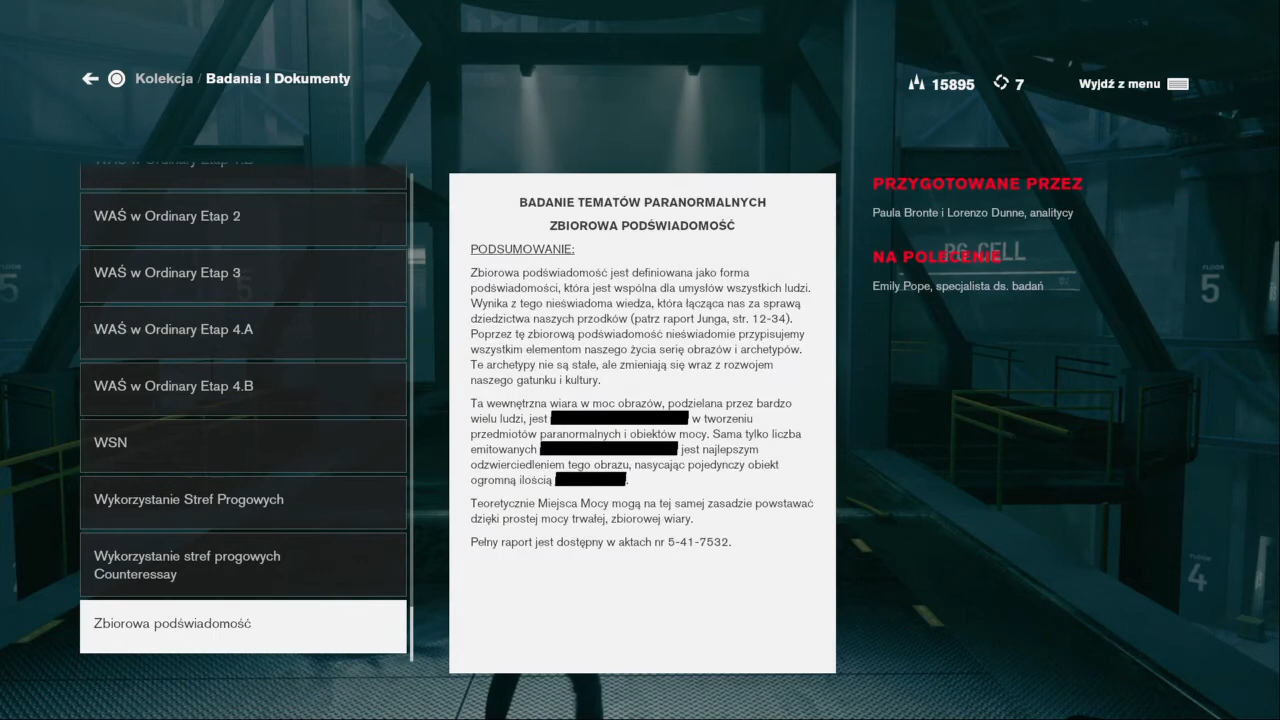 Kolekcja / Badania I Dokumenty
15895
7
Wyjdź z menu
WAŚ w Ordinary Etap 2
WAŚ w Ordinary Etap 3
WAŚ w Ordinary Etap 4.A
WAŚ w Ordinary Etap 4.B
WSN
Wykorzystanie Stref Progowych
Wykorzystanie stref progowych
Counteressay
Zbiorowa podświadomość
BADANIE TEMATÓW PARANORMALNYCH
ZBIOROWA PODŚWIADOMOŚĆ
PODSUMOWANIE:
Zbiorowa podświadomość jest definiowana jako forma
podświadomości, która jest wspólna dla umysłów wszystkich ludzi.
Wynika z tego nieświadoma wiedza, która łącząca nas za sprawą
dziedzictwa naszych przodków (patrz raport Junga, str. 12-34).
Poprzez tę zbiorową podświadomość nieświadomie przypisujemy
wszystkim elementom naszego życia serię obrazów i archetypów.
Te archetypy nie są stałe, ale zmieniają się wraz z rozwojem
naszego gatunku i kultury.
Ta wewnętrzna wiara w moc obrazów, podzielana przez bardzo
wielu ludzi, jest w tworzeniu
przedmiotów paranormalnych i obiektów mocy. Sama tylko liczba
emitowanych jest najlepszym
odzwierciedleniem tego obrazu, nasycając pojedynczy obiekt
ogromną ilością .
Teoretycznie Miejsca Mocy mogą na tej samej zasadzie powstawać
dzięki prostej mocy trwałej, zbiorowej wiary.
Pełny raport jest dostępny w aktach nr 5-41-7532.
PRZYGOTOWANE PRZEZ
Paula Bronte i Lorenzo Dunne, analitycy
NA POLECENIE
Emily Pope, specjalista ds. badań
CELL
FLOOR
5
FLOOR
4
5
5